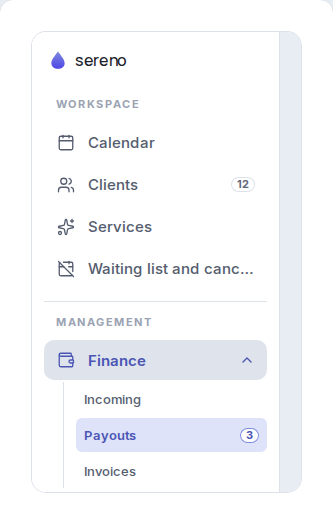 sereno
WORKSPACE
Calendar
Clients 12
Services
Waiting list and canc...
MANAGEMENT
Finance
Incoming
Payouts 3
Invoices